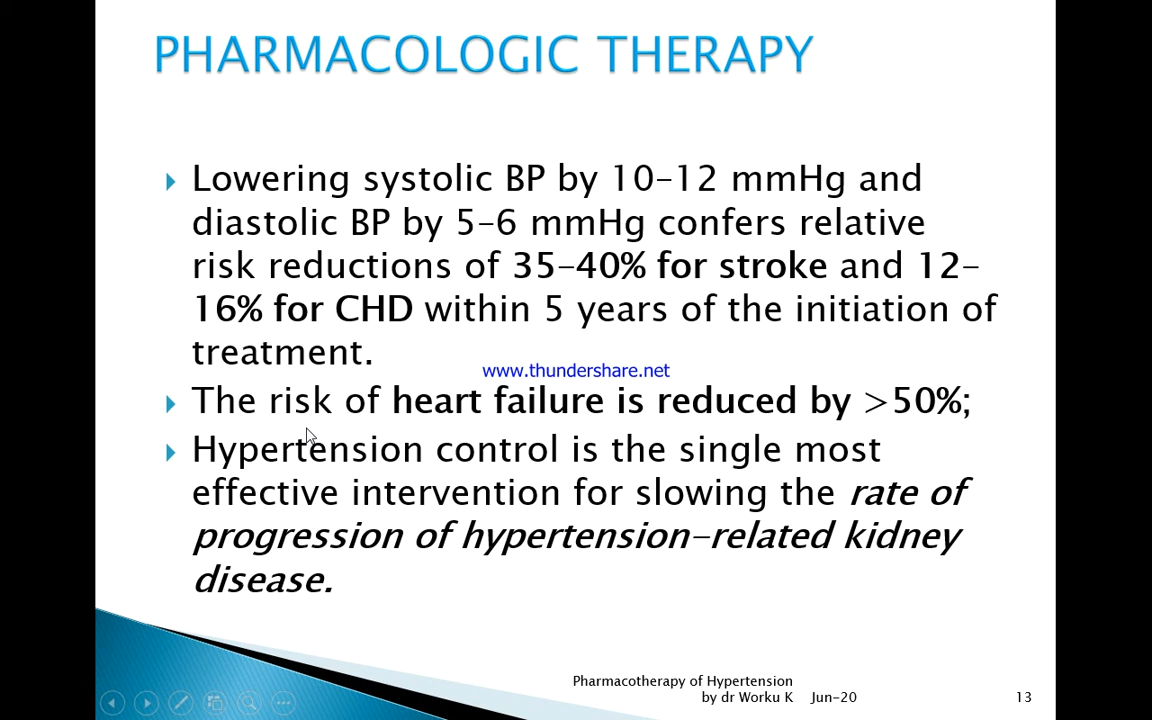 PHARMACOLOGIC THERAPY
Lowering systolic BP by 10-12 mmHg and
diastolic BP by 5-6 mmHg confers relative
risk reductions of 35-40% for stroke and 12-
16% for CHD within 5 years of the initiation of
treatment.
www.thundershare.net
The risk of heart failure is reduced by >50%;
Hypertension control is the single most
effective intervention for slowing the rate of
progression of hypertension-related kidney
disease.
Pharmacotherapy of Hypertension
by dr Worku K Jun-20 13